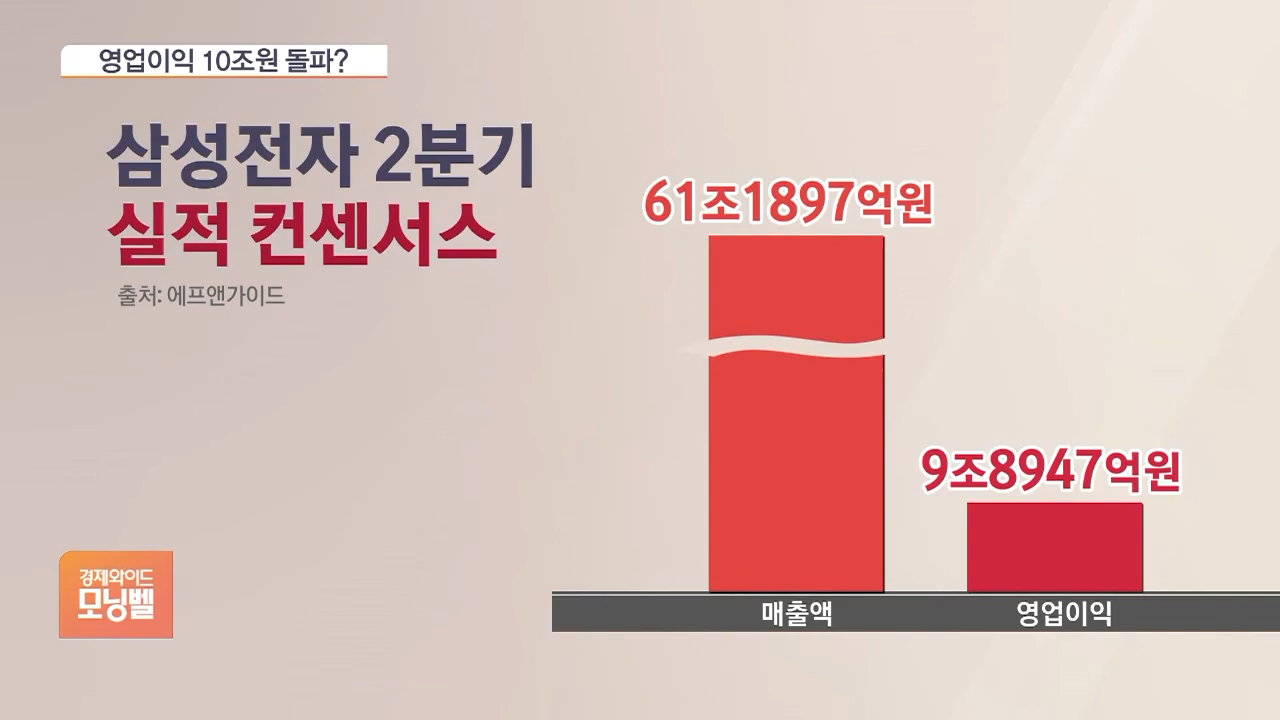 영업이익 10조원 돌파?
삼성전자 2분기
실적 컨센서스
출처: 에프앤가이드
61조1897억원
9조8947억원
매출액
영업이익
경제와이드
모닝벨